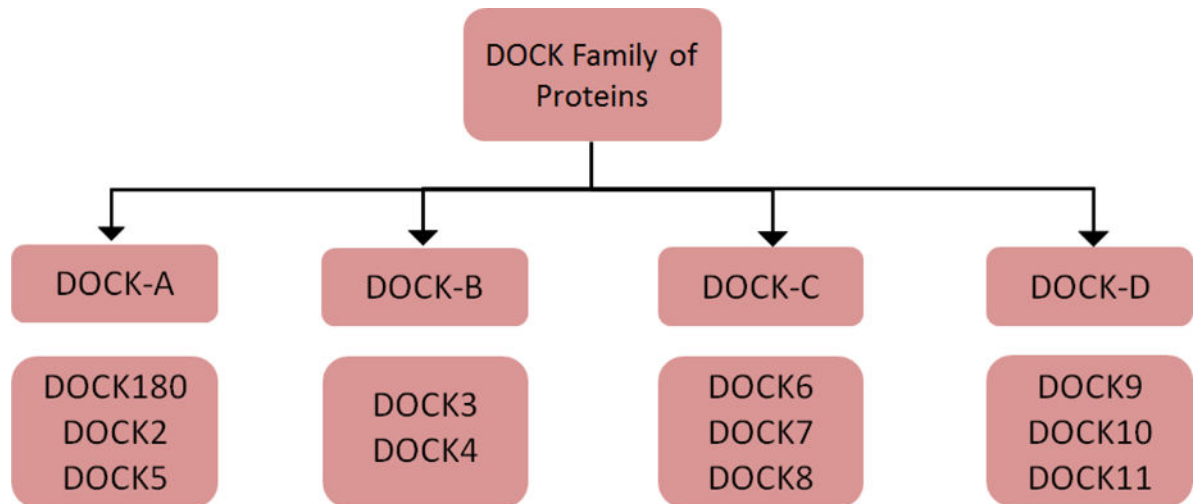 DOCK Family of
Proteins
DOCK-A
DOCK-B
DOCK-C
DOCK-D
DOCK180
DOCK2
DOCK5
DOCK3
DOCK4
DOCK6
DOCK7
DOCK8
DOCK9
DOCK10
DOCK11